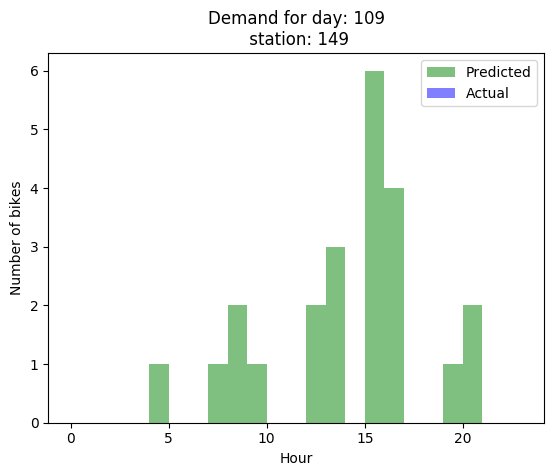 Demand for day: 109
station: 149
Predicted
Actual
Number of bikes
6
5
4
3
2
1
0
0 5 10 15 20
Hour